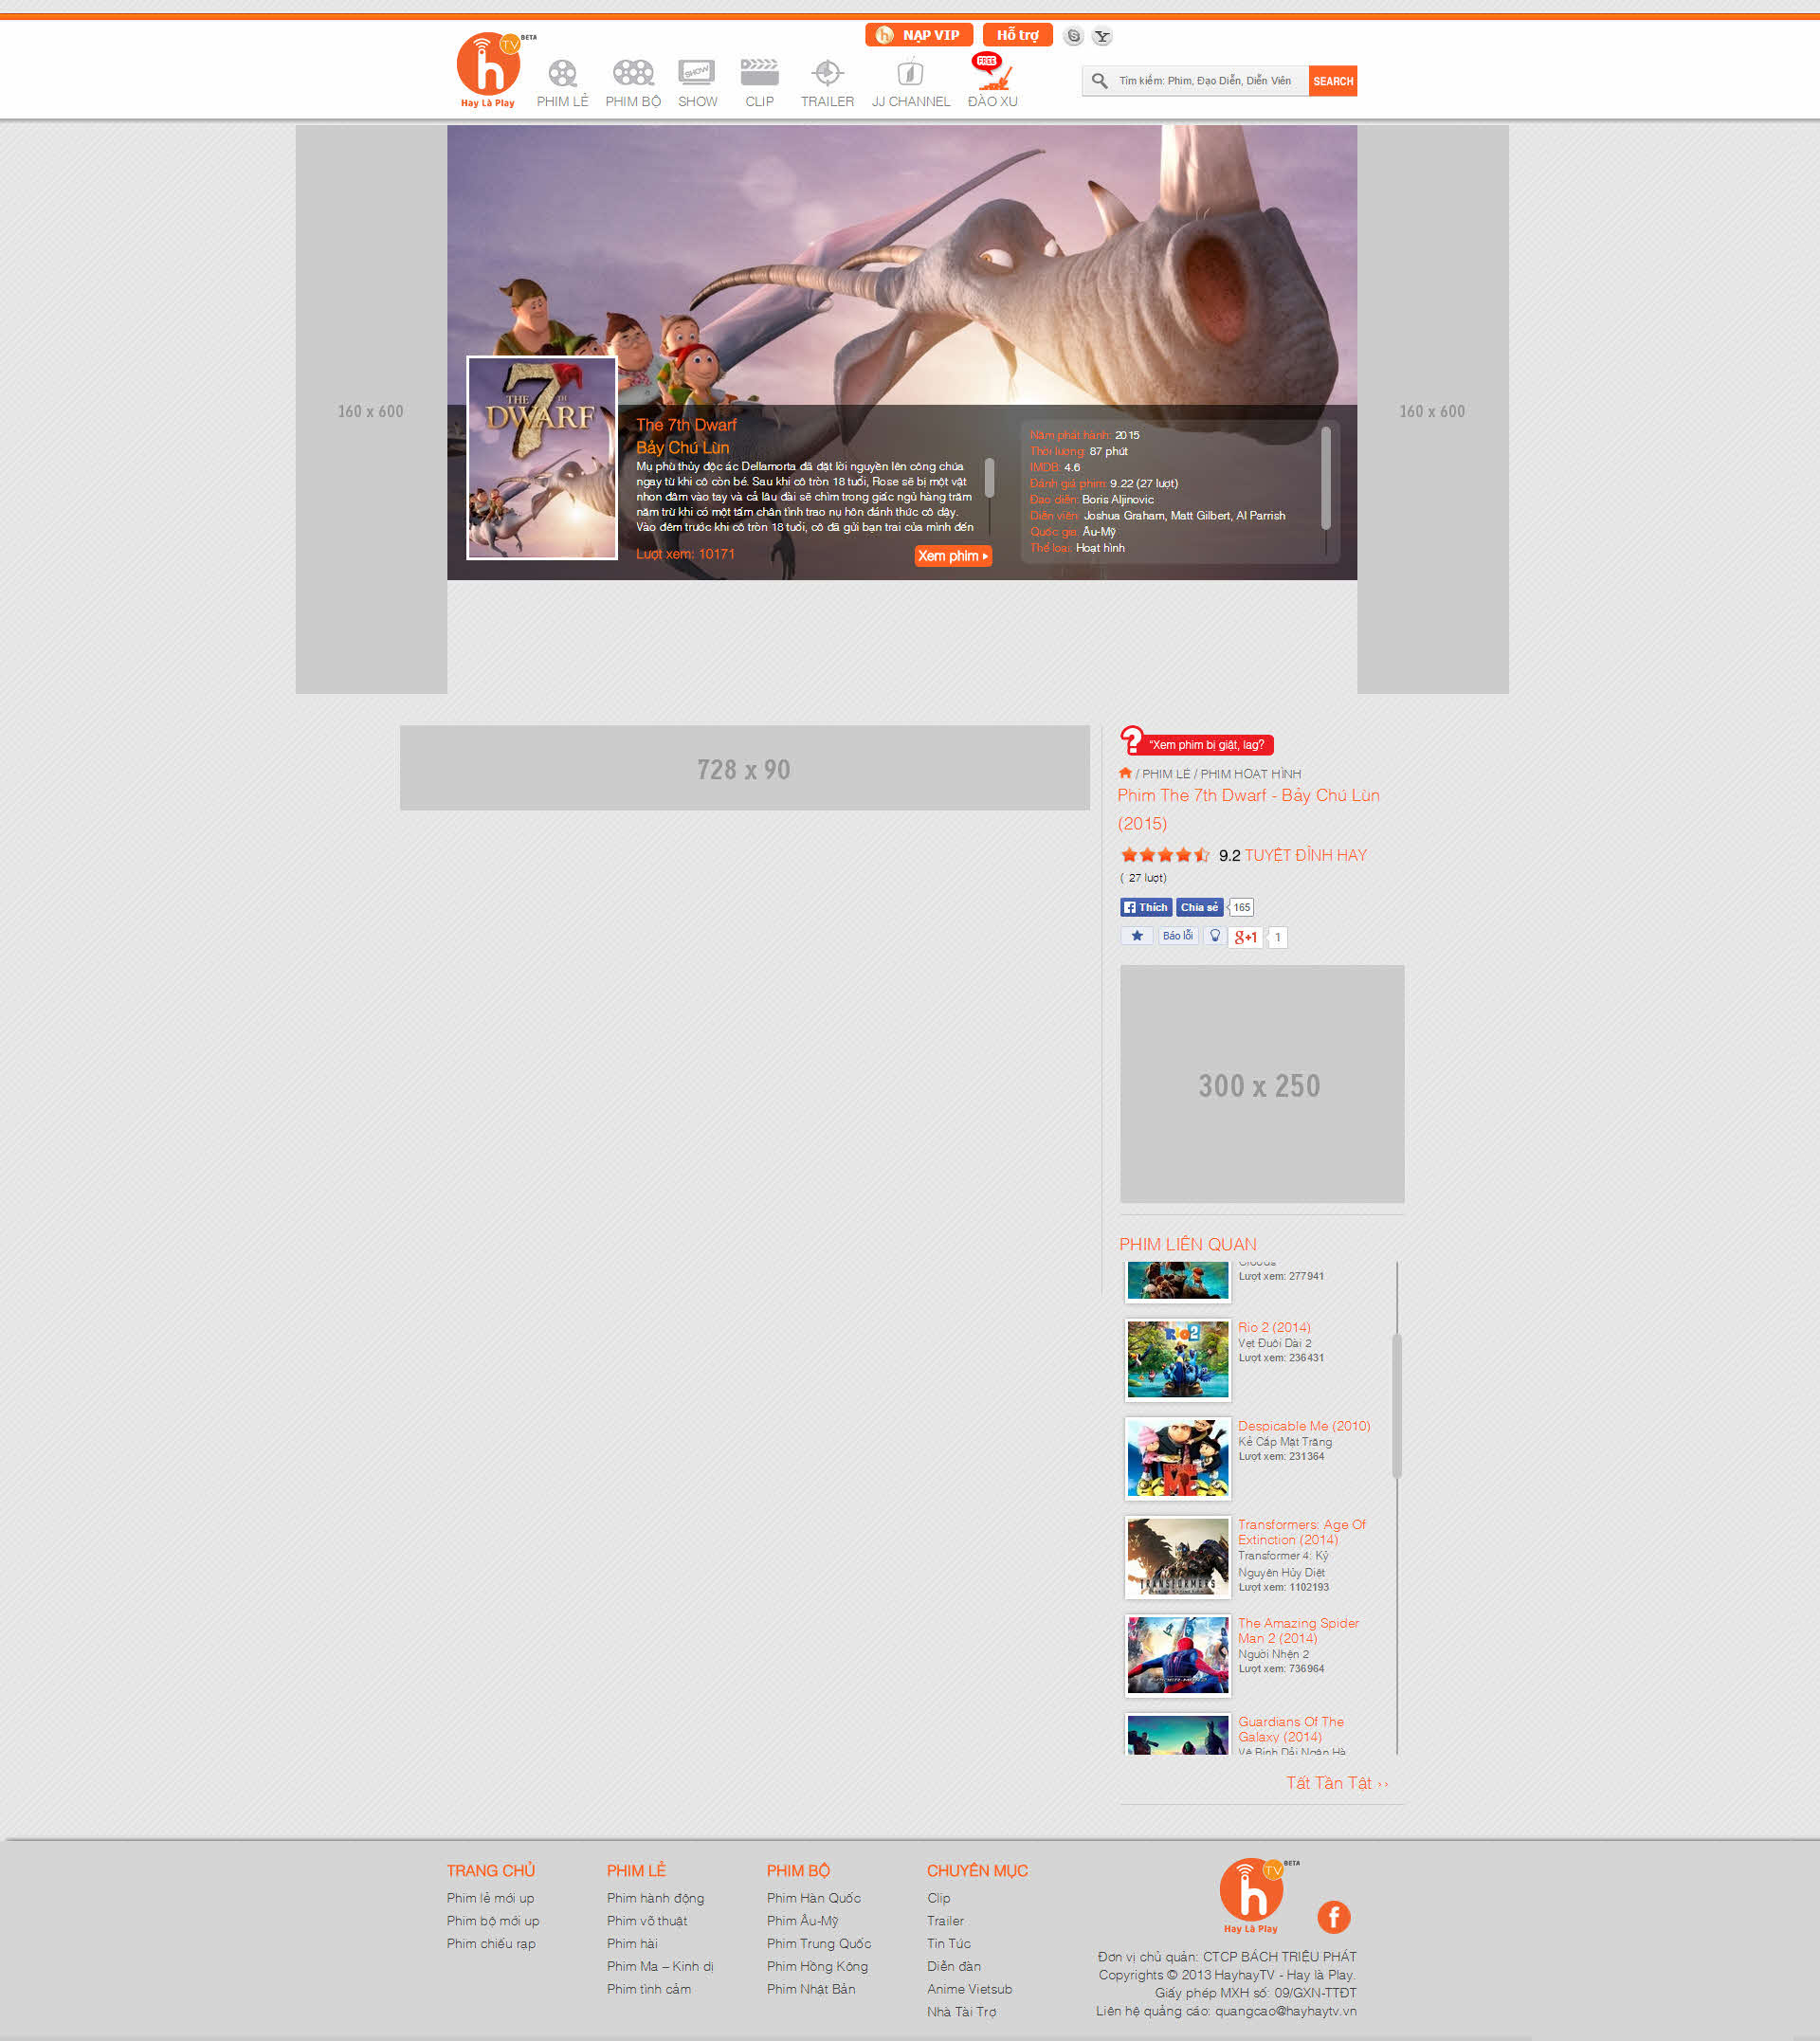 NẠP VIP
Hỗ trợ
h TV BETA
Hay Là Play
PHIM LẺ
PHIM BỘ
SHOW
SHOW
CLIP
TRAILER
JJ CHANNEL
FREE
ĐÀO XU
Tìm kiếm: Phim, Đạo Diễn, Diễn Viên
SEARCH
160 x 600
160 x 600
THE 7TH DWARF
The 7th Dwarf
Bảy Chú Lùn
Mụ phù thủy độc ác Dellamorta đã đặt lời nguyền lên công chúa
ngay từ khi cô còn bé. Sau khi cô tròn 18 tuổi, Rose sẽ bị một vật
nhọn đâm vào tay và cả lâu đài sẽ chìm trong giấc ngủ hàng trăm
năm trừ khi có một tấm chân tình trao nụ hôn đánh thức cô dậy.
Vào đêm trước khi cô tròn 18 tuổi, cô đã gửi bạn trai của mình đến
Lượt xem: 10171
Xem phim
Năm phát hành: 2015
Thời lượng: 87 phút
IMDB: 4.6
Đánh giá phim: 9.22 (27 lượt)
Đạo diễn: Boris Aljinovic
Diễn viên: Joshua Graham, Matt Gilbert, Al Parrish
Quốc gia: Âu-Mỹ
Thể loại: Hoạt hình
728 x 90
? "Xem phim bị giật, lag?
/ PHIM LẺ / PHIM HOẠT HÌNH
Phim The 7th Dwarf - Bảy Chú Lùn
(2015)
9.2 TUYỆT ĐỈNH HAY
( 27 lượt)
Thích
Chia sẻ
165
Báo lỗi
g+1
1
300 x 250
PHIM LIÊN QUAN
Croods
Lượt xem: 277941
RIO 2
Rio 2 (2014)
Vẹt Đuôi Dài 2
Lượt xem: 236431
Despicable Me (2010)
Kẻ Cắp Mặt Trăng
Lượt xem: 231364
TRANSFORMERS
Transformers: Age Of
Extinction (2014)
Transformer 4: Kỷ
Nguyên Hủy Diệt
Lượt xem: 1102193
The Amazing Spider
Man 2 (2014)
Người Nhện 2
Lượt xem: 736964
Guardians Of The
Galaxy (2014)
Vệ Binh Dải Ngân Hà
Tất Tần Tật ››
TRANG CHỦ
Phim lẻ mới up
Phim bộ mới up
Phim chiếu rạp
PHIM LẺ
Phim hành động
Phim võ thuật
Phim hài
Phim Ma – Kinh dị
Phim tình cảm
PHIM BỘ
Phim Hàn Quốc
Phim Âu-Mỹ
Phim Trung Quốc
Phim Hồng Kông
Phim Nhật Bản
CHUYÊN MỤC
Clip
Trailer
Tin Tức
Diễn đàn
Anime Vietsub
Nhà Tài Trợ
h TV BETA
Hay Là Play
f
Đơn vị chủ quản: CTCP BÁCH TRIỆU PHÁT
Copyrights © 2013 HayhayTV - Hay là Play.
Giấy phép MXH số: 09/GXN-TTĐT
Liên hệ quảng cáo: quangcao@hayhaytv.vn